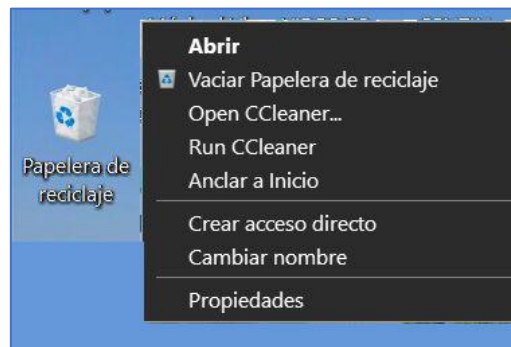 Abrir
Vaciar Papelera de reciclaje
Open CCleaner...
Run CCleaner
Anclar a Inicio
Crear acceso directo
Cambiar nombre
Propiedades
Papelera de
reciclaje